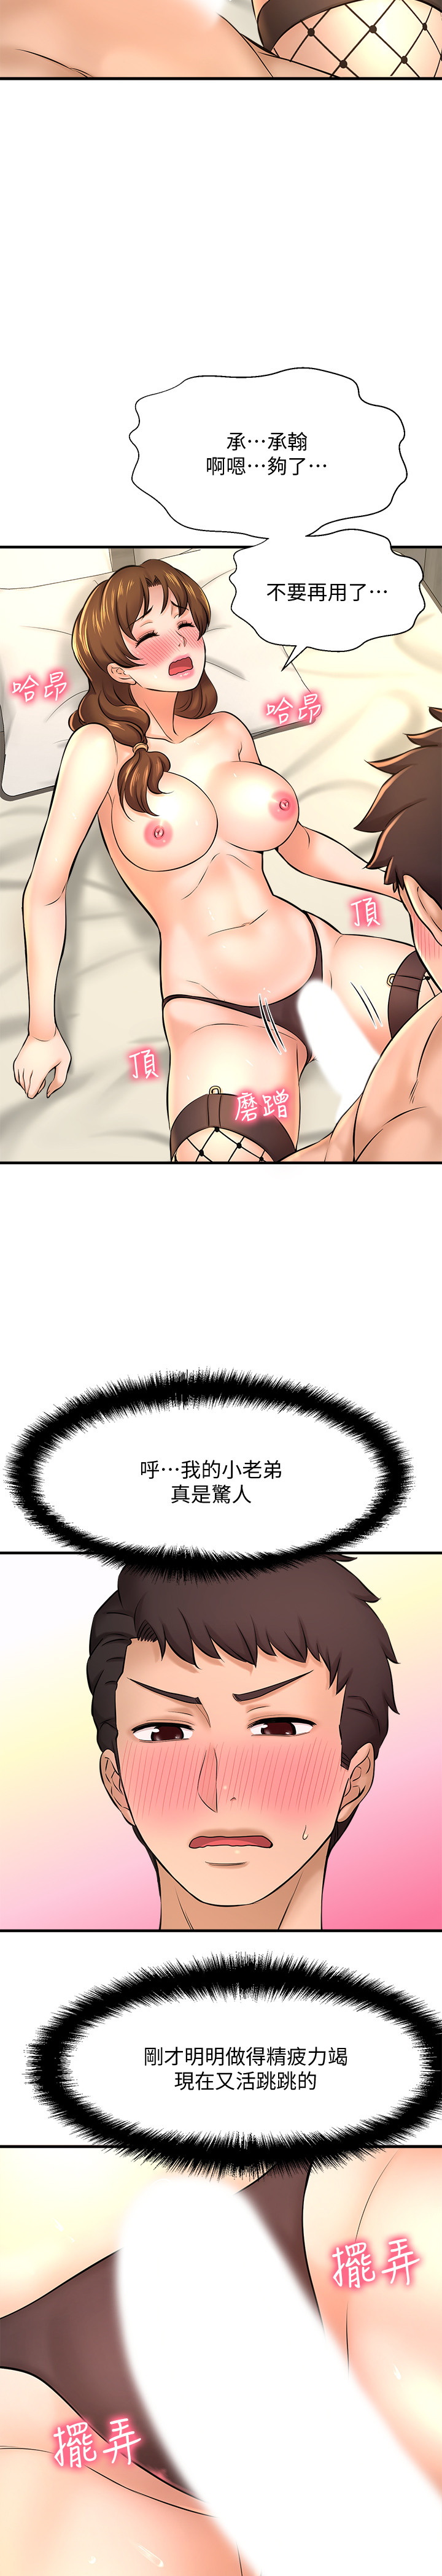 承⋯承翰
啊嗯⋯夠了⋯
不要再用了⋯
哈昂
哈昂
頂
頂
磨蹭
呼⋯我的小老弟
真是驚人
剛才明明做得精疲力竭
現在又活跳跳的
擺弄
擺弄